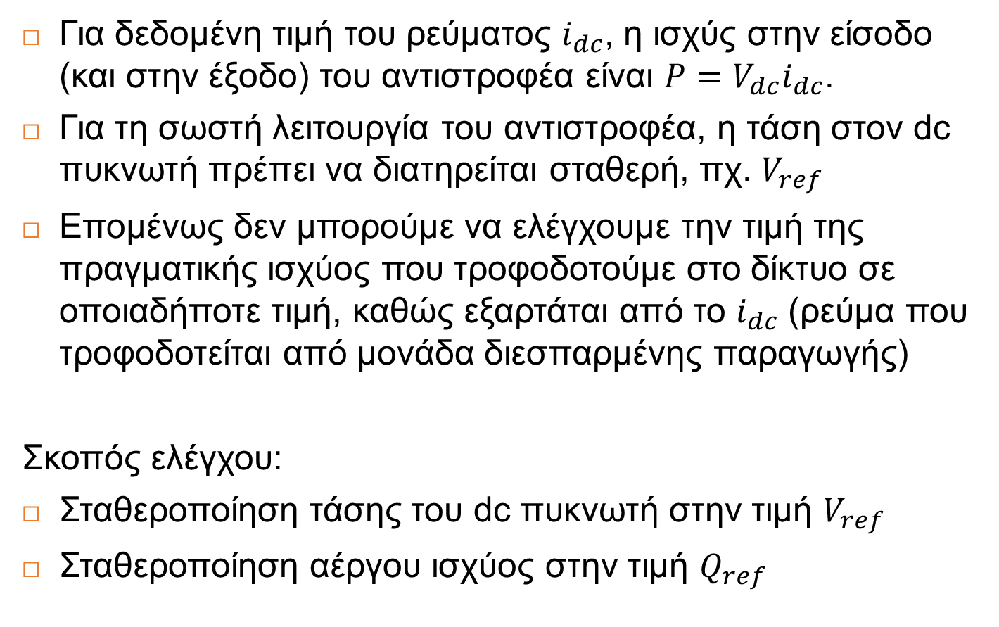 □ Για δεδομένη τιμή του ρεύματος $i_{dc}$, η ισχύς στην είσοδο
(και στην έξοδο) του αντιστροφέα είναι $P = V_{dc} i_{dc}$.
□ Για τη σωστή λειτουργία του αντιστροφέα, η τάση στον dc
πυκνωτή πρέπει να διατηρείται σταθερή, πχ. $V_{ref}$
□ Επομένως δεν μπορούμε να ελέγχουμε την τιμή της
πραγματικής ισχύος που τροφοδοτούμε στο δίκτυο σε
οποιαδήποτε τιμή, καθώς εξαρτάται από το $i_{dc}$ (ρεύμα που
τροφοδοτείται από μονάδα διεσπαρμένης παραγωγής)
Σκοπός ελέγχου:
□ Σταθεροποίηση τάσης του dc πυκνωτή στην τιμή $V_{ref}$
□ Σταθεροποίηση αέργου ισχύος στην τιμή $Q_{ref}$